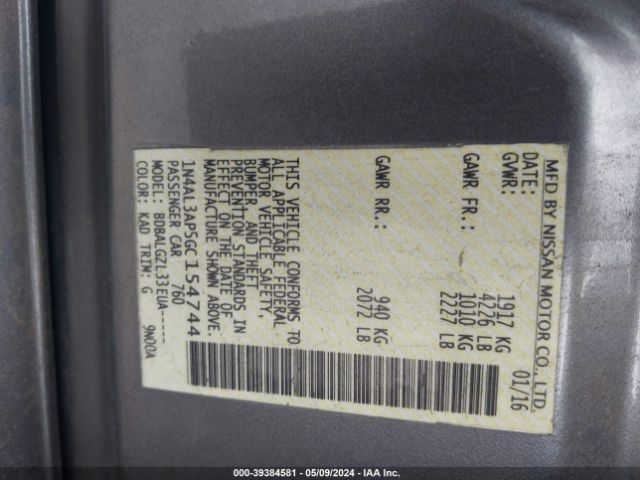 MFD BY NISSAN MOTOR CO., LTD.
DATE: 01/16
GVWR: 1917 KG
4226 LB
GAWR FR: 1010 KG
2227 LB
GAWR RR: 940 KG
2072 LB
THIS VEHICLE CONFORMS TO
ALL APPLICABLE FEDERAL
MOTOR VEHICLE SAFETY,
BUMPER, AND THEFT
PREVENTION STANDARDS IN
EFFECT ON THE DATE OF
MANUFACTURE SHOWN ABOVE.
1N4AL3AP5GC154744
PASSENGER CAR 760
MODEL: BDBALGZL33EUA-----
COLOR: KAD TRIM: G 9N00A
000-39384581 - 05/09/2024 - IAA Inc.